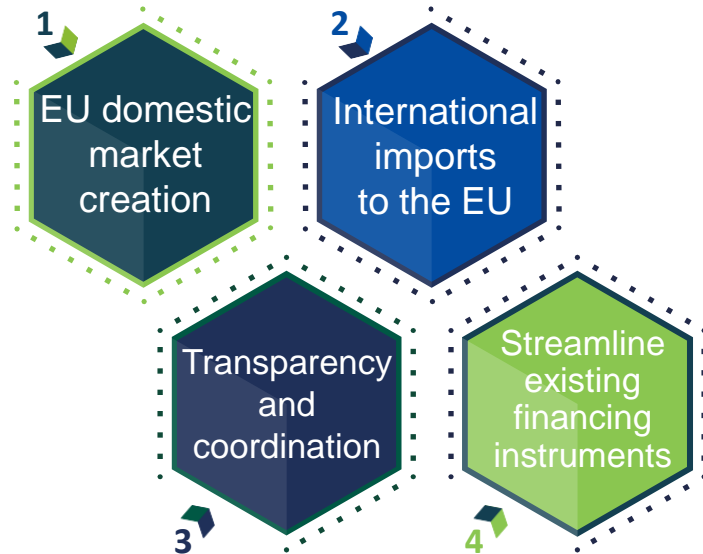 1
EU domestic
market
creation
2
International
imports
to the EU
Transparency
and
coordination
3
Streamline
existing
financing
instruments
4